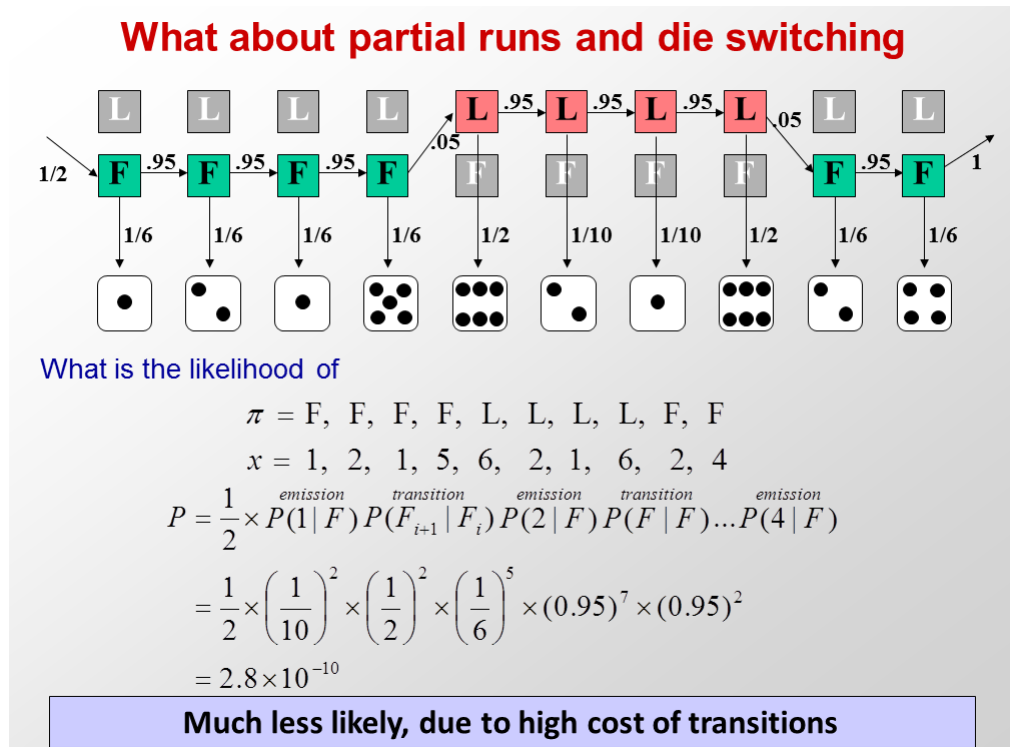 What about partial runs and die switching
L L L L L .95 L .95 L .95 L L L
.05 .05
1/2 F .95 F .95 F .95 F F F F F F .95 F 1
1/6 1/6 1/6 1/6 1/2 1/10 1/10 1/2 1/6 1/6
What is the likelihood of
π = F, F, F, F, L, L, L, L, F, F
x = 1, 2, 1, 5, 6, 2, 1, 6, 2, 4
emission transition emission transition emission
P = 1/2 × P(1 | F) P(F_{i+1} | F_i) P(2 | F) P(F | F) ... P(4 | F)
= 1/2 × (1/10)^2 × (1/2)^2 × (1/6)^5 × (0.95)^7 × (0.95)^2
= 2.8×10^{-10}
Much less likely, due to high cost of transitions